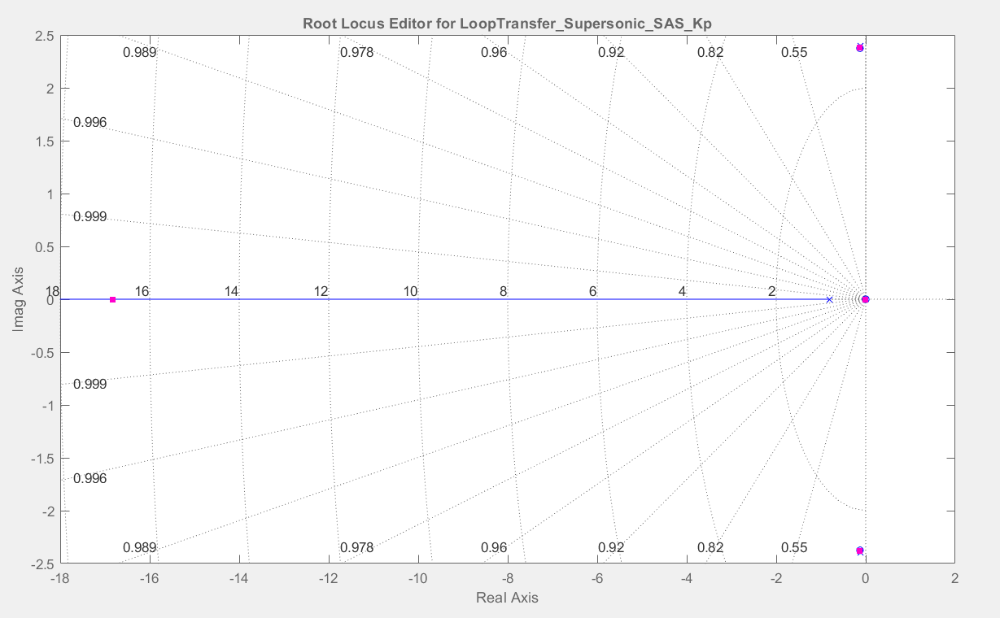 Root Locus Editor for LoopTransfer_Supersonic_SAS_Kp
2.5
0.989 0.978 0.96 0.92 0.82 0.55
2
0.996
1.5
1
0.999
0.5
18 16 14 12 10 8 6 4 2
0
Imag Axis
-0.5
0.999
-1
-1.5
0.996
-2
0.989 0.978 0.96 0.92 0.82 0.55
-2.5
-18 -16 -14 -12 -10 -8 -6 -4 -2 0 2
Real Axis